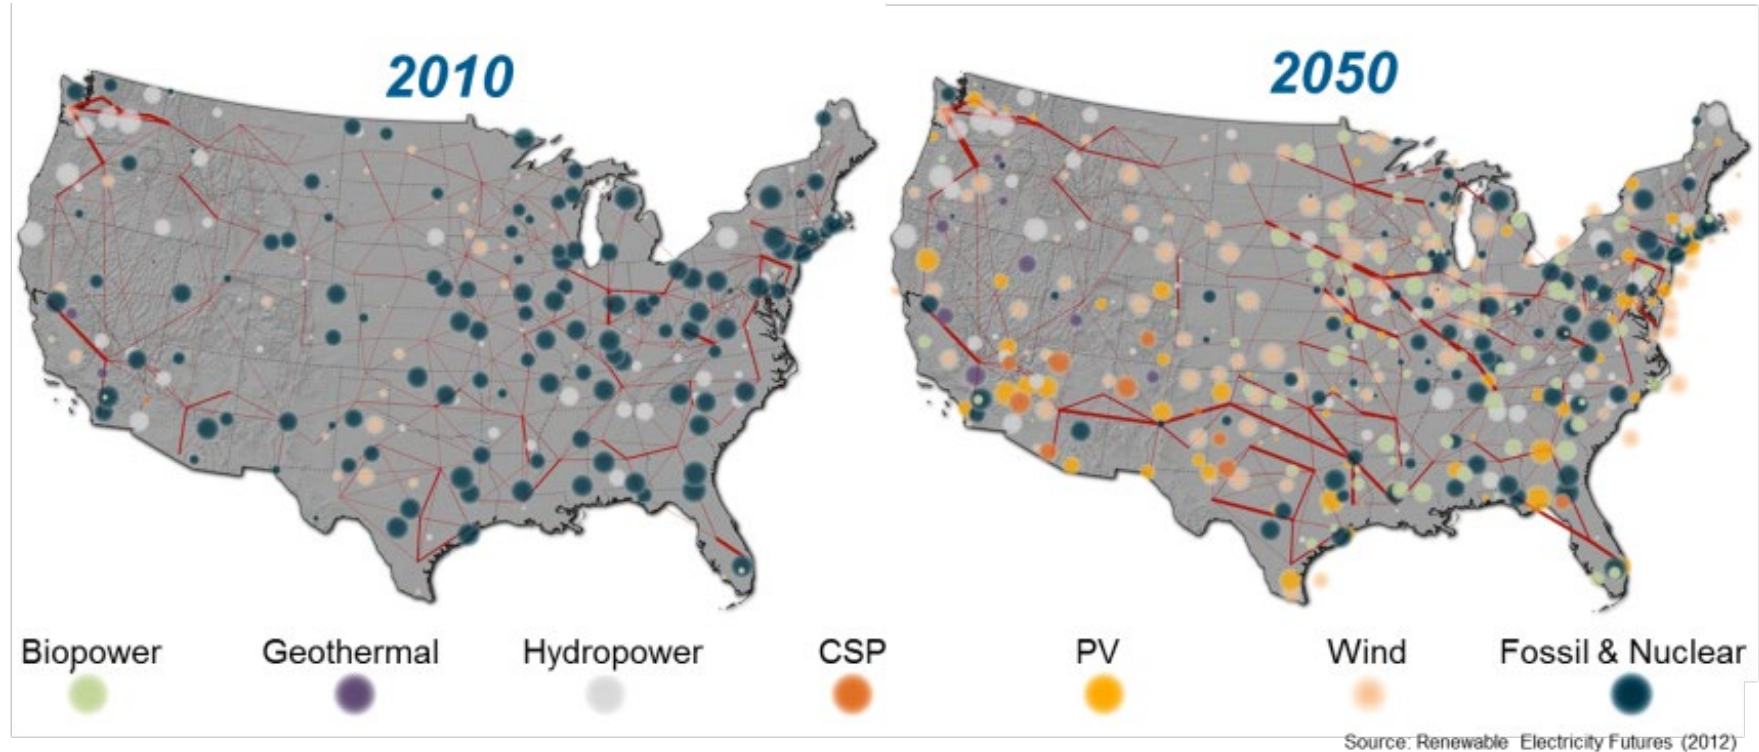 2010
2050
Biopower
Geothermal
Hydropower
CSP
PV
Wind
Fossil & Nuclear
Source: Renewable Electricity Futures (2012)